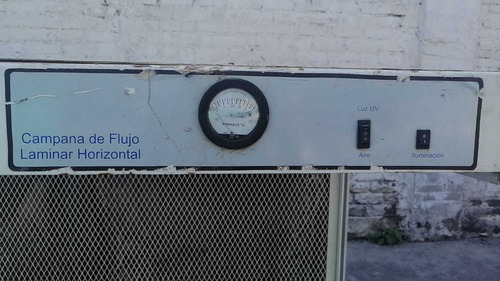 Campana de Flujo
Laminar Horizontal
Luz UV
Aire
Iluminación